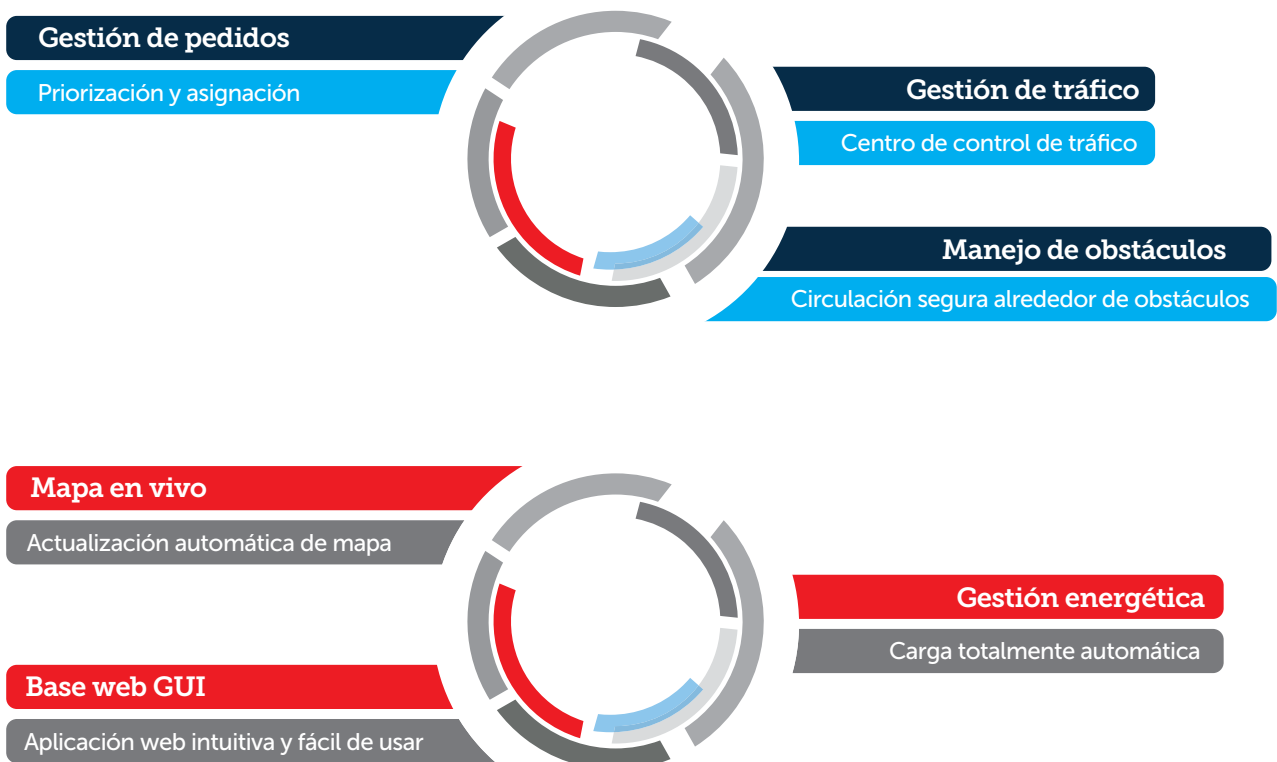 Gestión de pedidos
Priorización y asignación
Gestión de tráfico
Centro de control de tráfico
Manejo de obstáculos
Circulación segura alrededor de obstáculos
Mapa en vivo
Actualización automática de mapa
Gestión energética
Carga totalmente automática
Base web GUI
Aplicación web intuitiva y fácil de usar